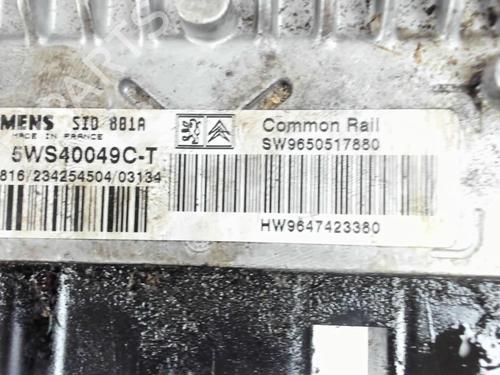 MENS SID 801A
MADE IN FRANCE
5WS40049C-T
816/234254504/03134
Common Rail
SW9650517880
HW9647423380